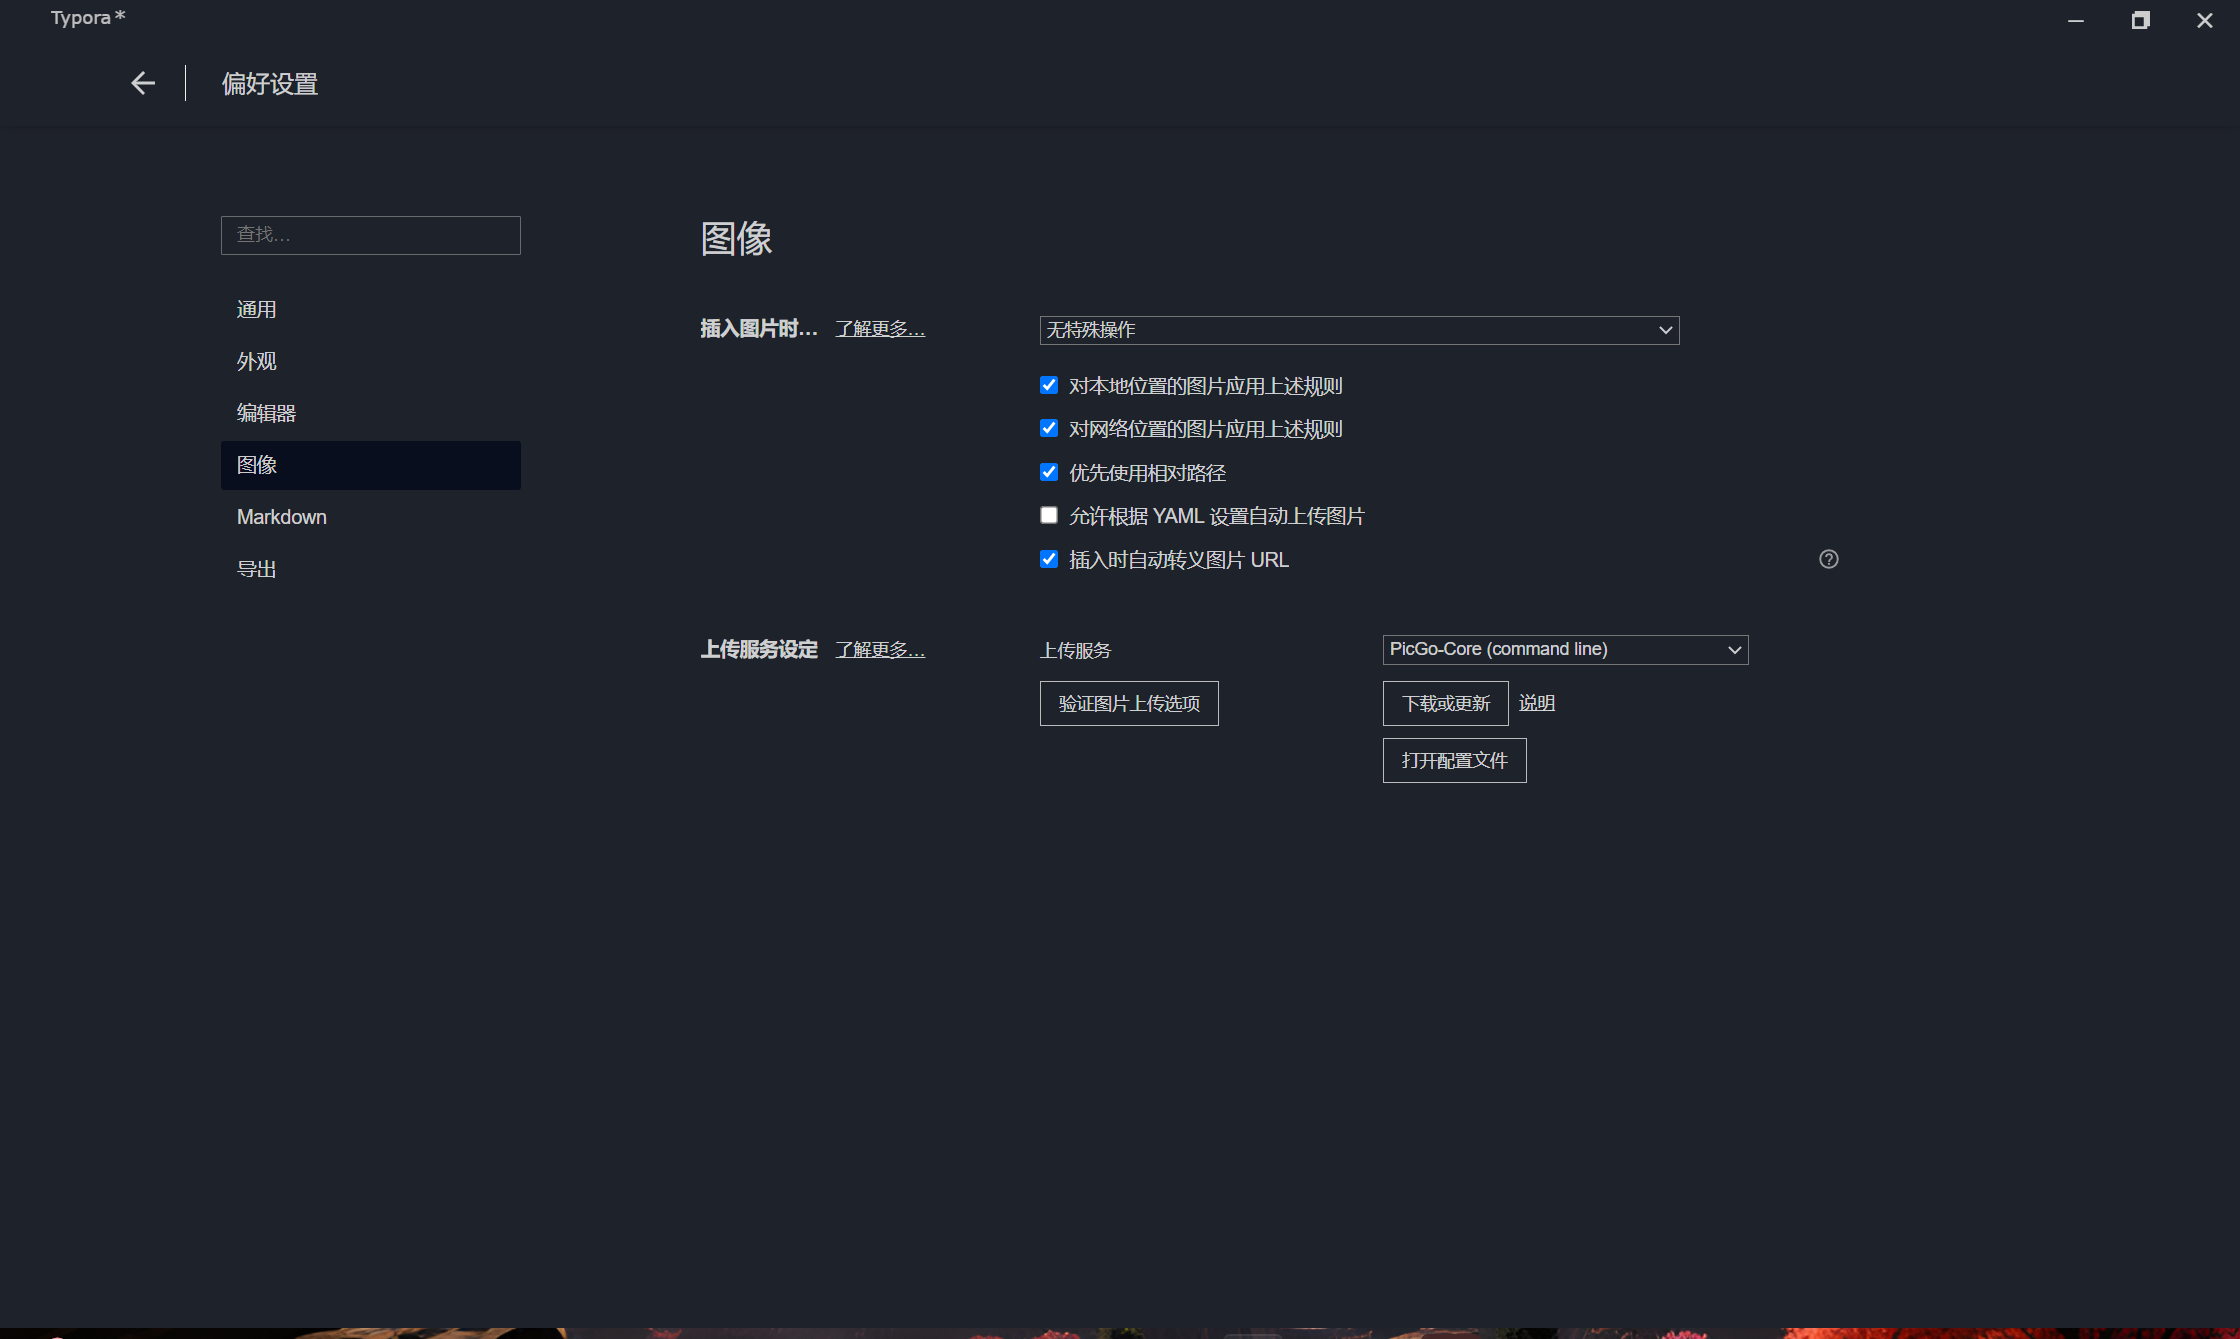 Typora*
偏好设置
查找...
通用
外观
编辑器
图像
Markdown
导出
图像
插入图片时... 了解更多... 无特殊操作
对本地位置的图片应用上述规则
对网络位置的图片应用上述规则
优先使用相对路径
允许根据 YAML 设置自动上传图片
插入时自动转义图片 URL
上传服务设定 了解更多... 上传服务 PicGo-Core (command line)
验证图片上传选项 下载或更新 说明
打开配置文件